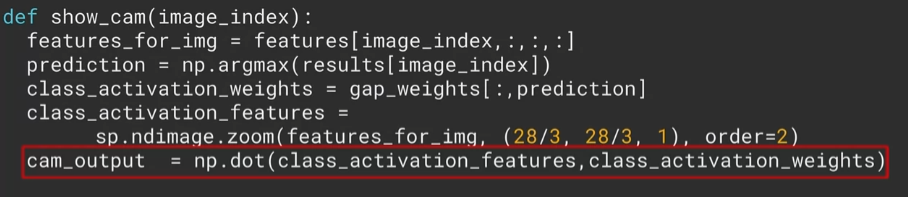 def show_cam(image_index):
features_for_img = features[image_index,:,:,:]
prediction = np.argmax(results[image_index])
class_activation_weights = gap_weights[:,prediction]
class_activation_features =
sp.ndimage.zoom(features_for_img, (28/3, 28/3, 1), order=2)
cam_output  = np.dot(class_activation_features,class_activation_weights)